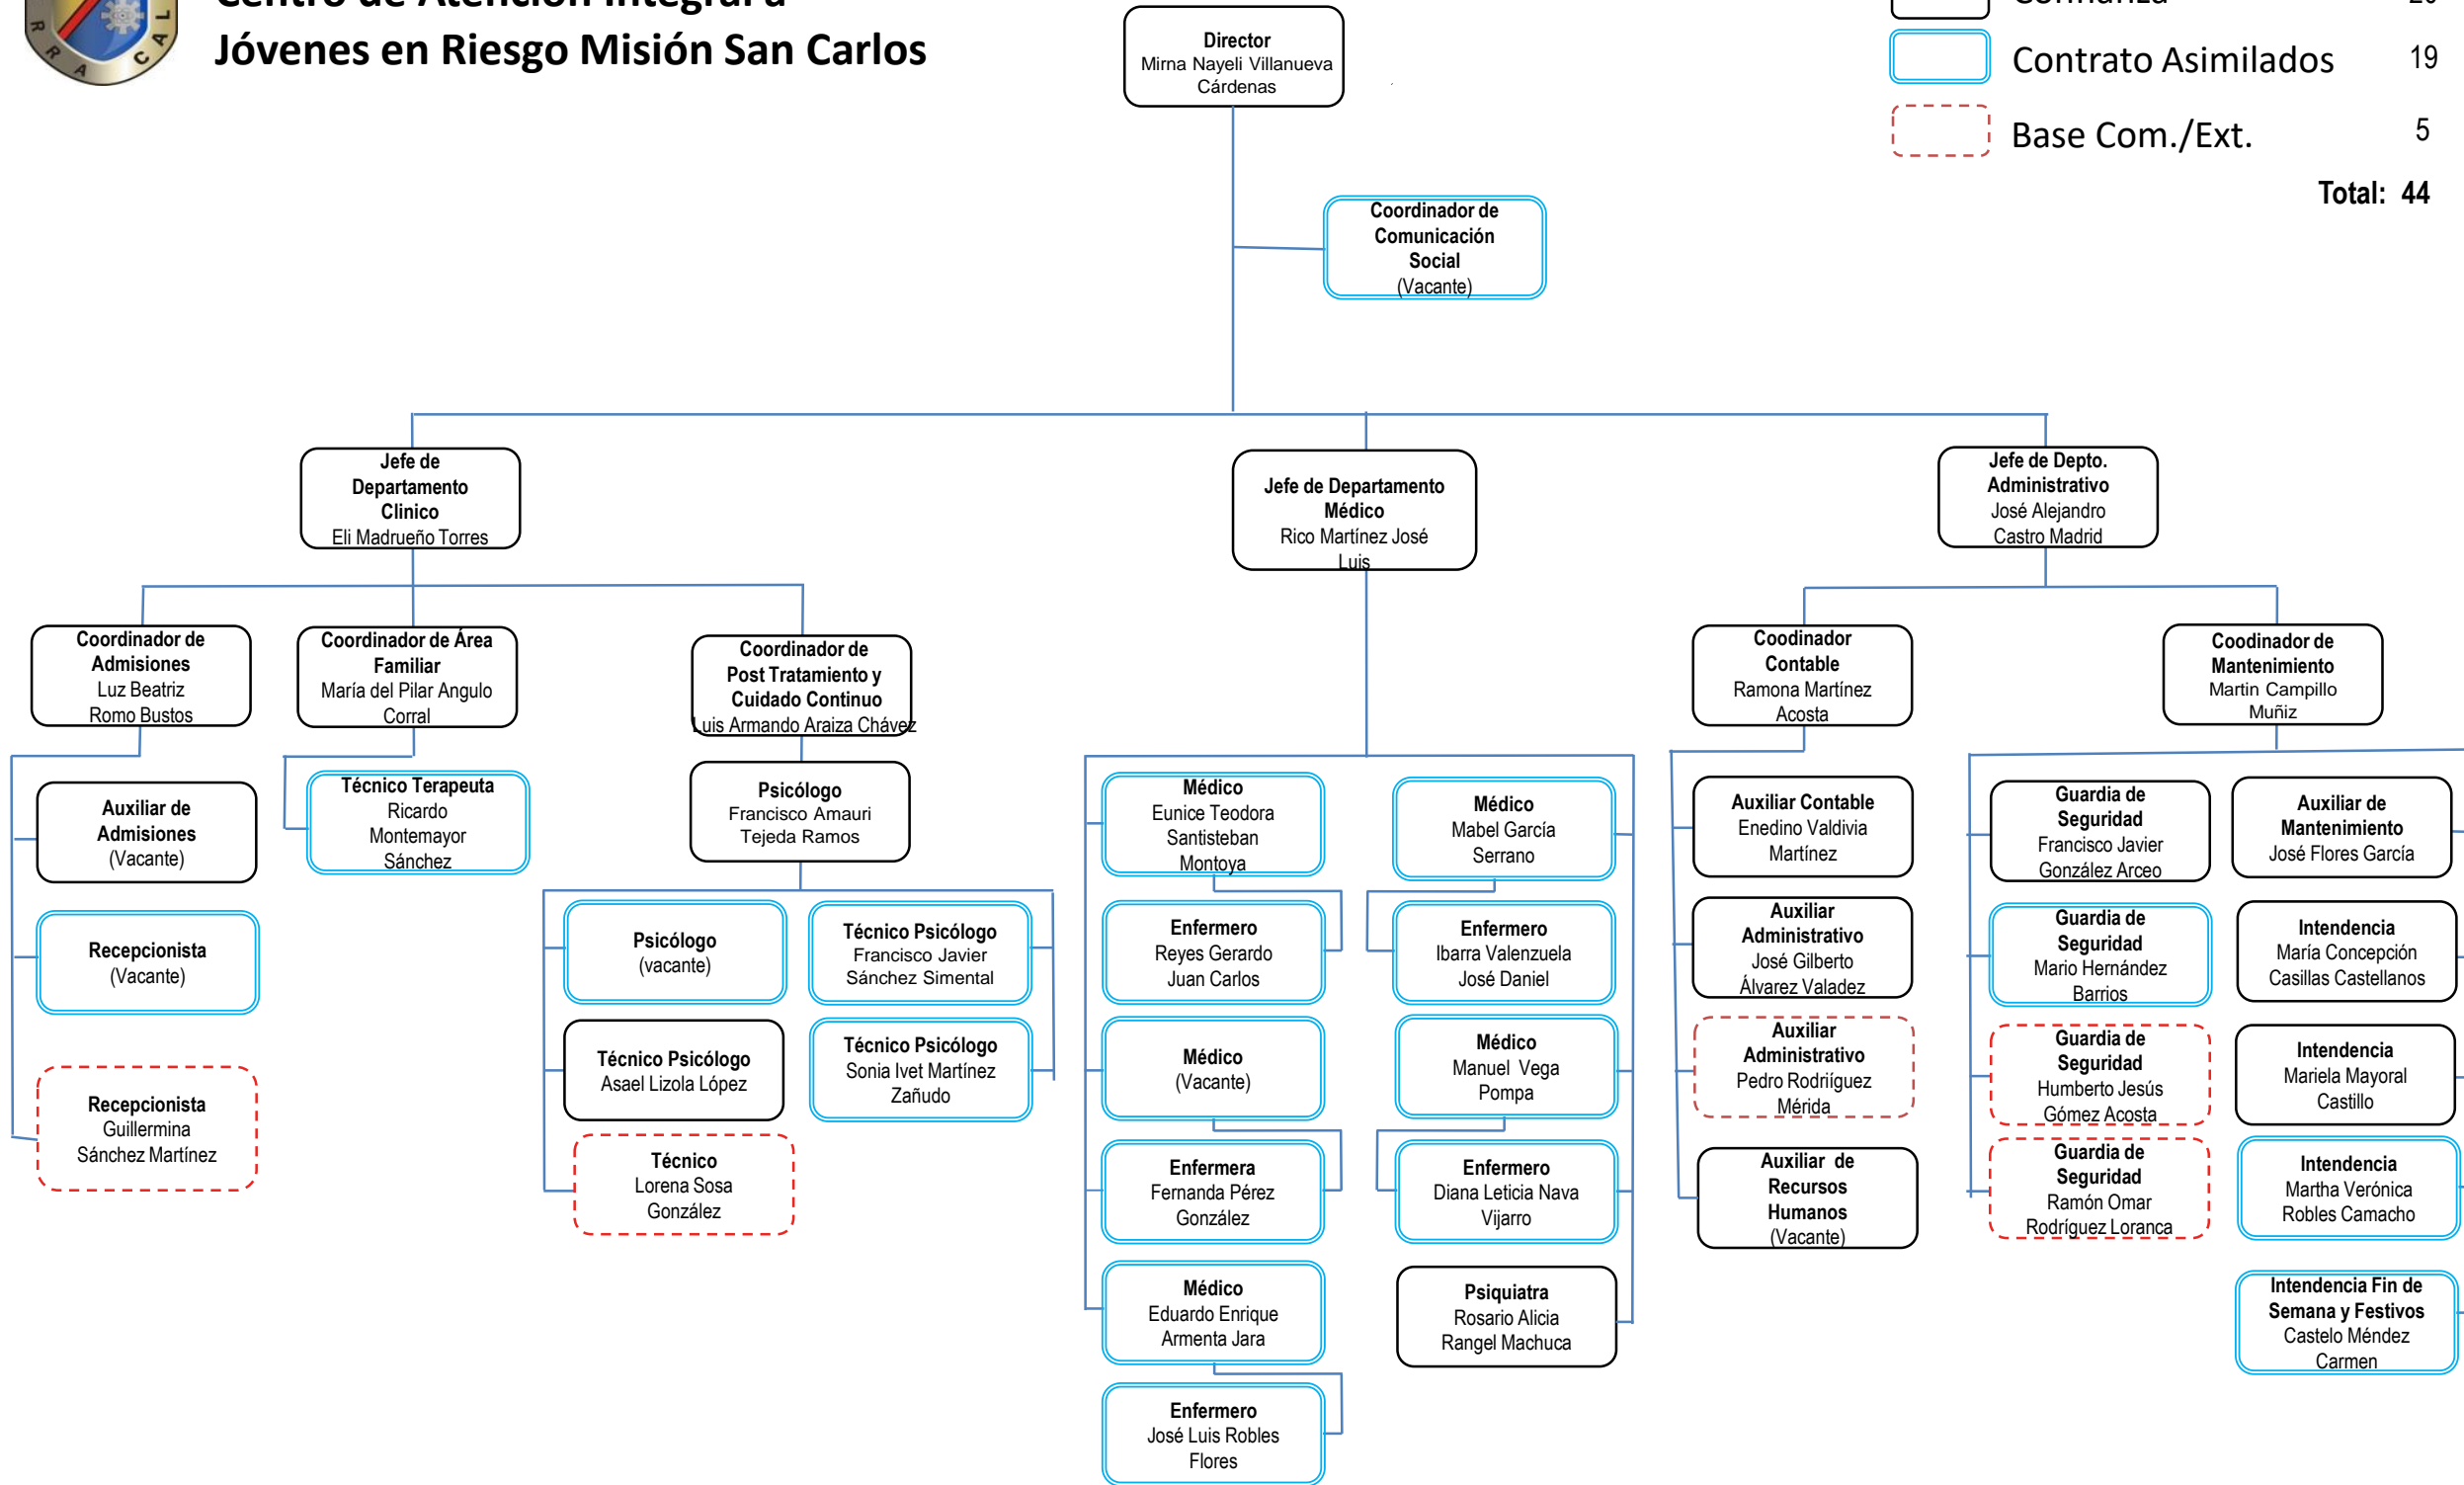 Centro de Atención Integral a
Jóvenes en Riesgo Misión San Carlos
R R A C A L
Confianza 20
Contrato Asimilados 19
Base Com./Ext. 5
Total: 44
Director
Mirna Nayeli Villanueva
Cárdenas
Coordinador de
Comunicación
Social
(Vacante)
Jefe de
Departamento
Clinico
Eli Madrueño Torres
Jefe de Departamento
Médico
Rico Martínez José
Luis
Jefe de Depto.
Administrativo
José Alejandro
Castro Madrid
Coordinador de
Admisiones
Luz Beatriz
Romo Bustos
Coordinador de Área
Familiar
María del Pilar Angulo
Corral
Coordinador de
Post Tratamiento y
Cuidado Continuo
Luis Armando Araiza Chávez
Coodinador
Contable
Ramona Martínez
Acosta
Coodinador de
Mantenimiento
Martin Campillo
Muñiz
Auxiliar de
Admisiones
(Vacante)
Recepcionista
(Vacante)
Recepcionista
Guillermina
Sánchez Martínez
Técnico Terapeuta
Ricardo
Montemayor
Sánchez
Psicólogo
Francisco Amauri
Tejeda Ramos
Psicólogo
(vacante)
Técnico Psicólogo
Francisco Javier
Sánchez Simental
Técnico Psicólogo
Asael Lizola López
Técnico Psicólogo
Sonia Ivet Martínez
Zañudo
Técnico
Lorena Sosa
González
Médico
Eunice Teodora
Santisteban
Montoya
Médico
Mabel García
Serrano
Enfermero
Reyes Gerardo
Juan Carlos
Enfermero
Ibarra Valenzuela
José Daniel
Médico
(Vacante)
Médico
Manuel Vega
Pompa
Enfermera
Fernanda Pérez
González
Enfermero
Diana Leticia Nava
Vijarro
Médico
Eduardo Enrique
Armenta Jara
Psiquiatra
Rosario Alicia
Rangel Machuca
Enfermero
José Luis Robles
Flores
Auxiliar Contable
Enedino Valdivia
Martínez
Auxiliar
Administrativo
José Gilberto
Álvarez Valadez
Auxiliar
Administrativo
Pedro Rodriíguez
Mérida
Auxiliar de
Recursos
Humanos
(Vacante)
Guardia de
Seguridad
Francisco Javier
González Arceo
Guardia de
Seguridad
Mario Hernández
Barrios
Guardia de
Seguridad
Humberto Jesús
Gómez Acosta
Guardia de
Seguridad
Ramón Omar
Rodríguez Loranca
Auxiliar de
Mantenimiento
José Flores García
Intendencia
María Concepción
Casillas Castellanos
Intendencia
Mariela Mayoral
Castillo
Intendencia
Martha Verónica
Robles Camacho
Intendencia Fin de
Semana y Festivos
Castelo Méndez
Carmen